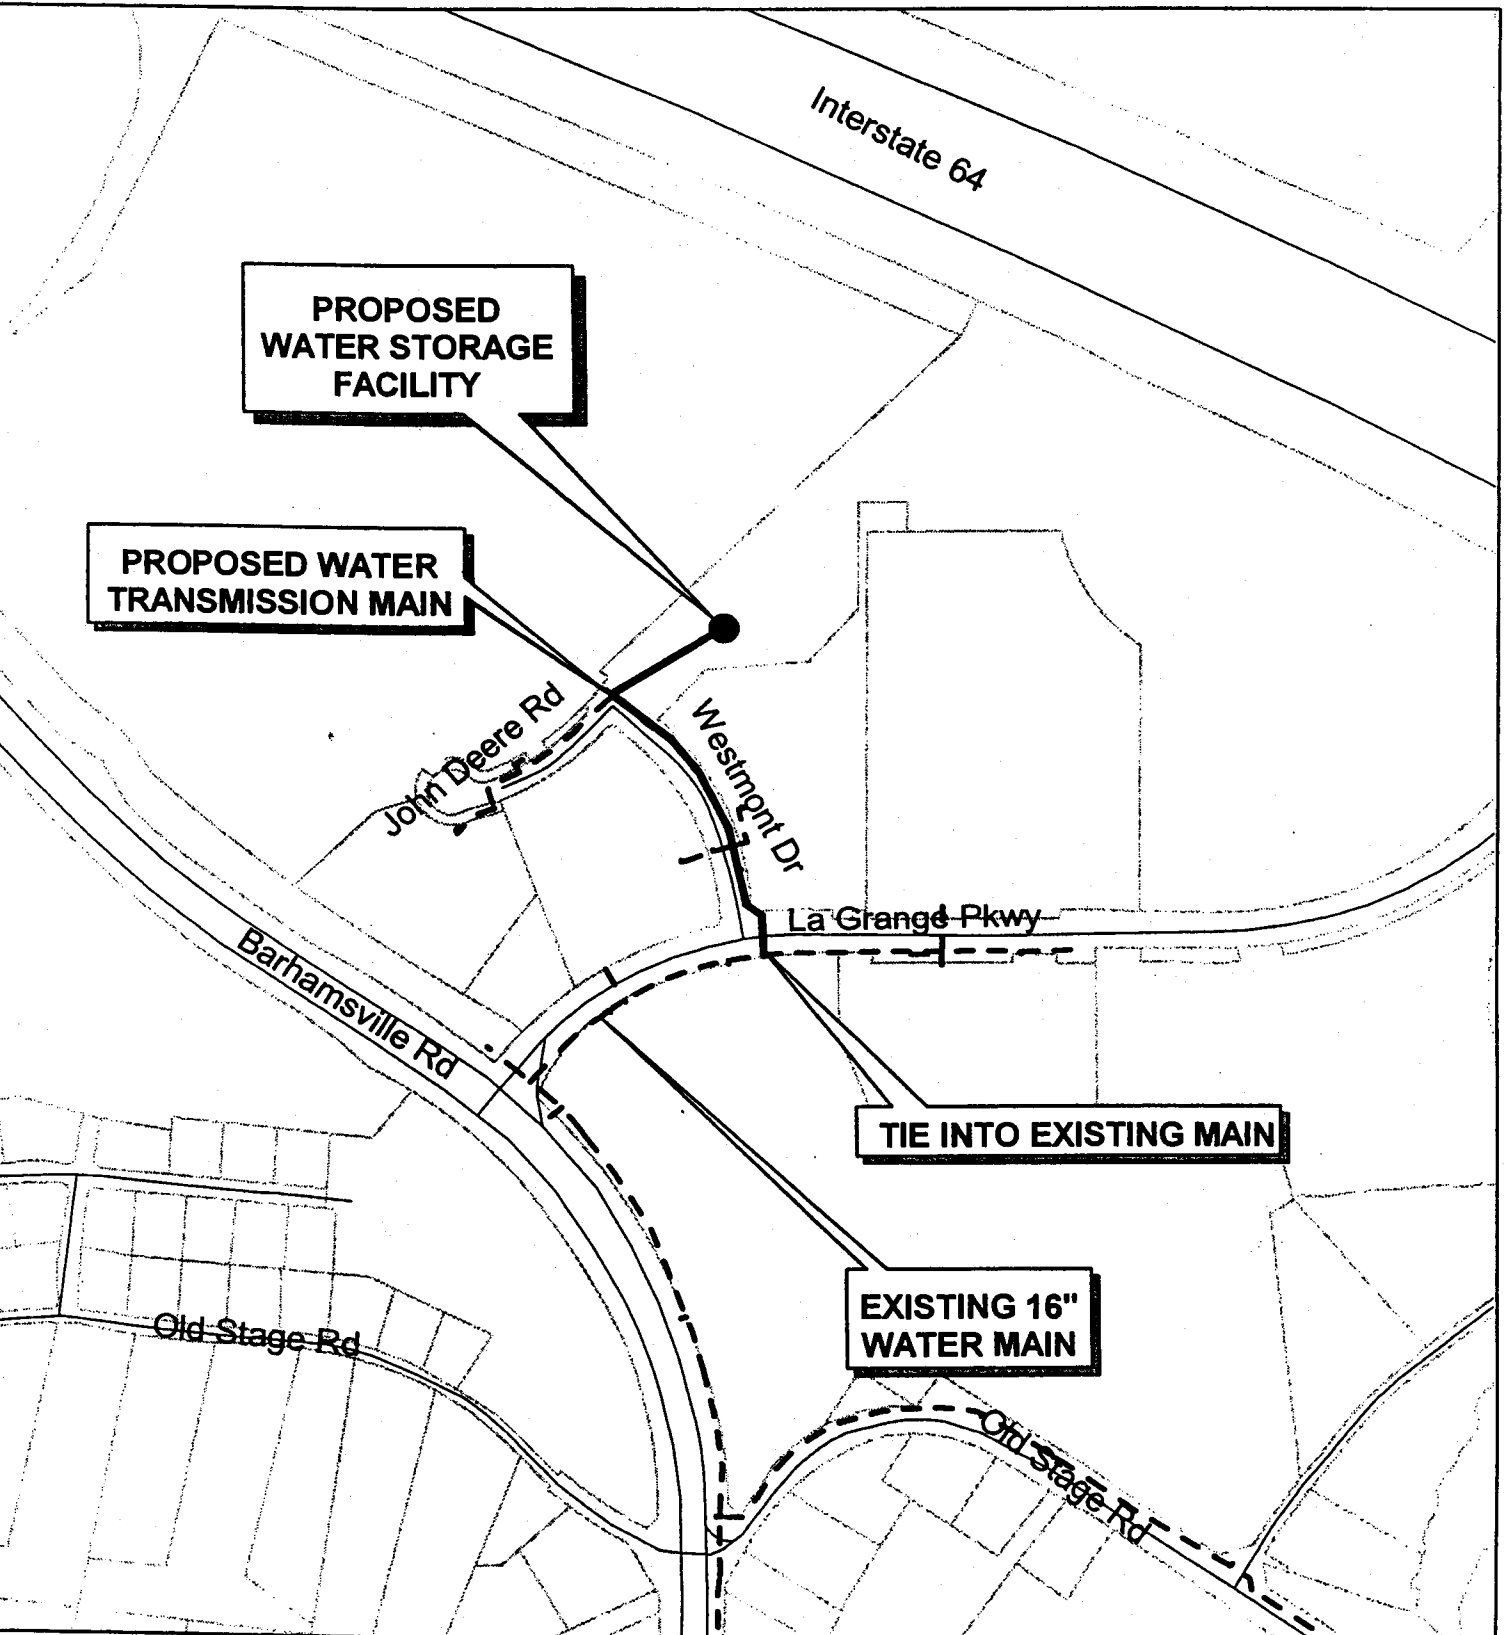 Interstate 64
PROPOSED
WATER STORAGE
FACILITY
PROPOSED WATER
TRANSMISSION MAIN
John Deere Rd
Westmont Dr
La Grange Pkwy
Barhamsville Rd
TIE INTO EXISTING MAIN
EXISTING 16"
WATER MAIN
Old Stage Rd
Old Stage Rd